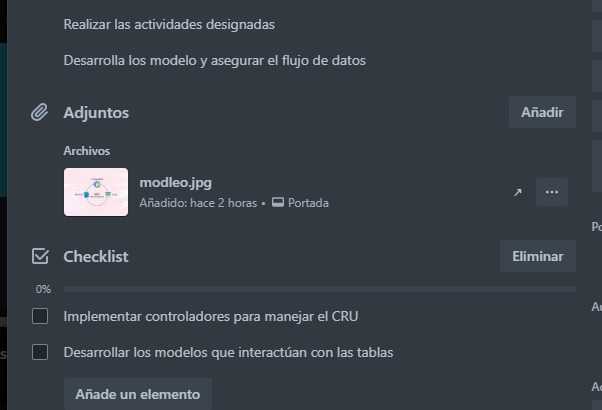 Realizar las actividades designadas
Desarrolla los modelo y asegurar el flujo de datos
Adjuntos
Añadir
Archivos
modleo.jpg
Añadido: hace 2 horas • Portada
Checklist
Eliminar
0%
Implementar controladores para manejar el CRU
Desarrollar los modelos que interactúan con las tablas
Añade un elemento